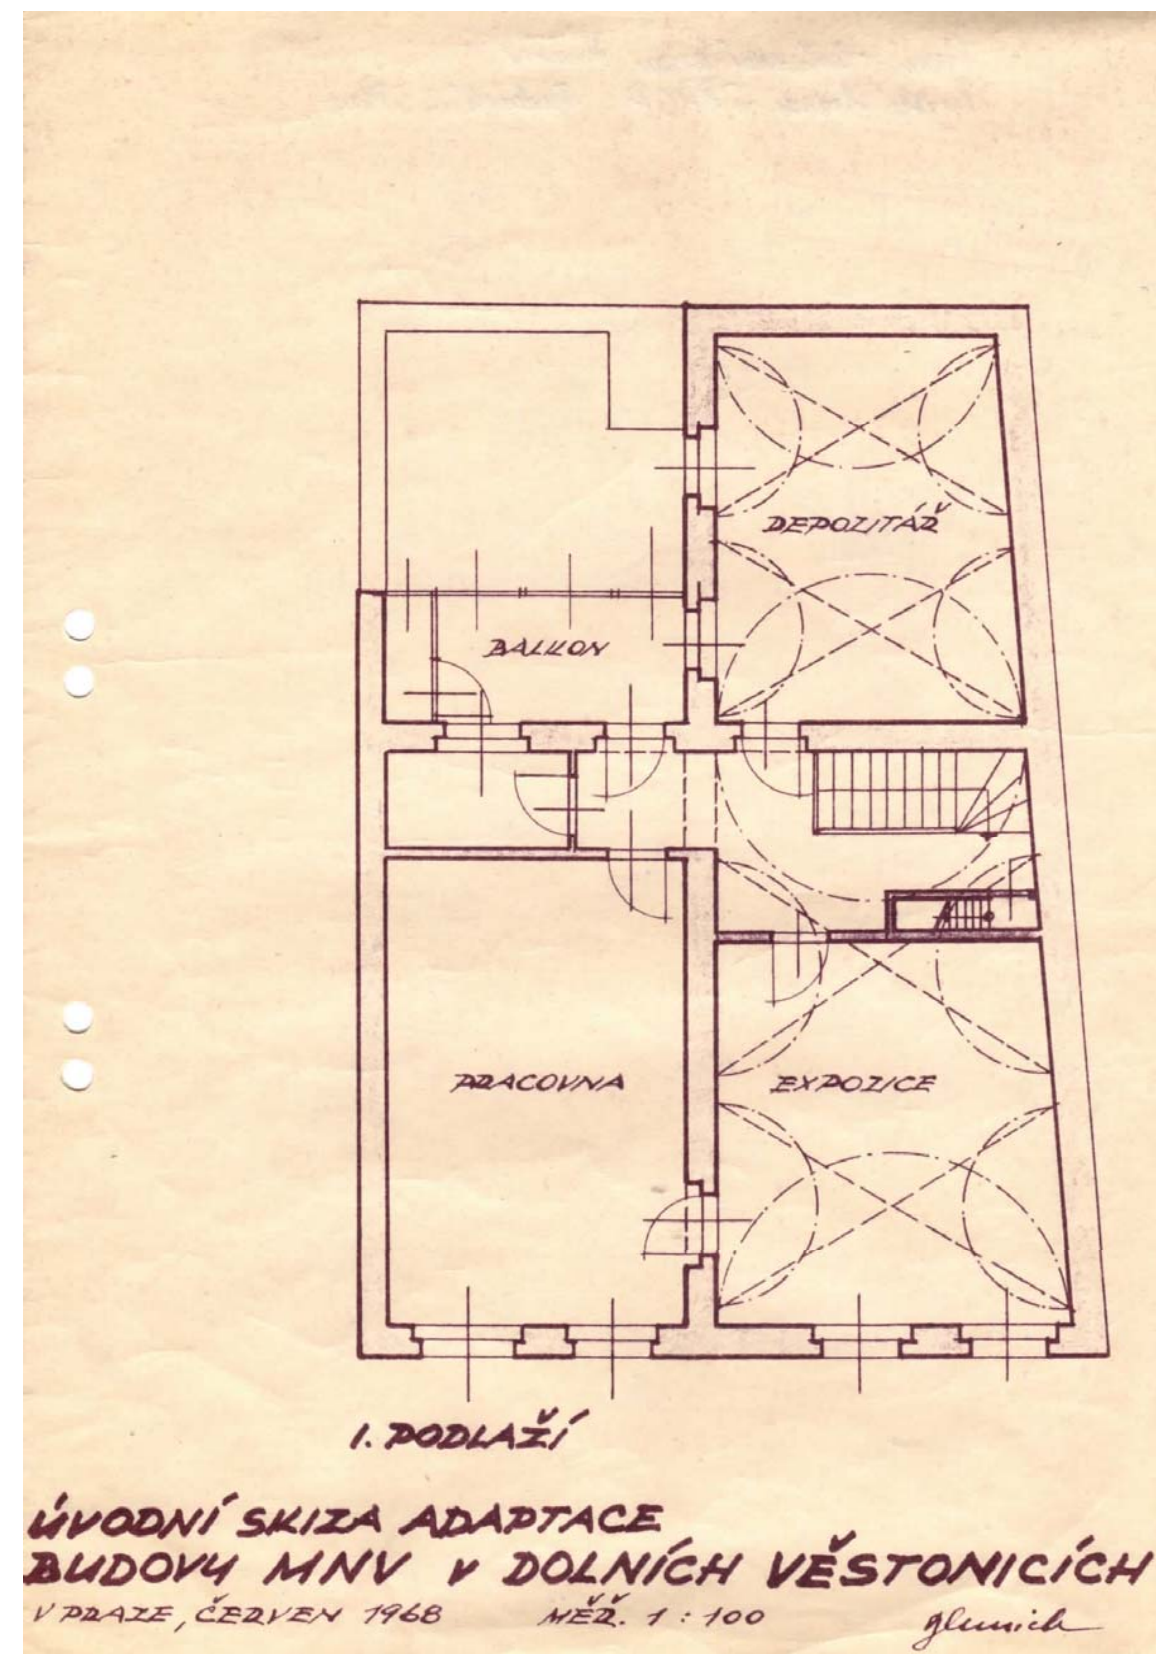 DEPOZITÁŘ
BALKON
PRACOVNA
EXPOZICE
I. PODLAŽÍ
ÚVODNÍ SKIZA ADAPTACE
BUDOVY MNV V DOLNÍCH VĚSTONICÍCH
V PRAZE, ČERVEN 1968 MĚŘ. 1 : 100